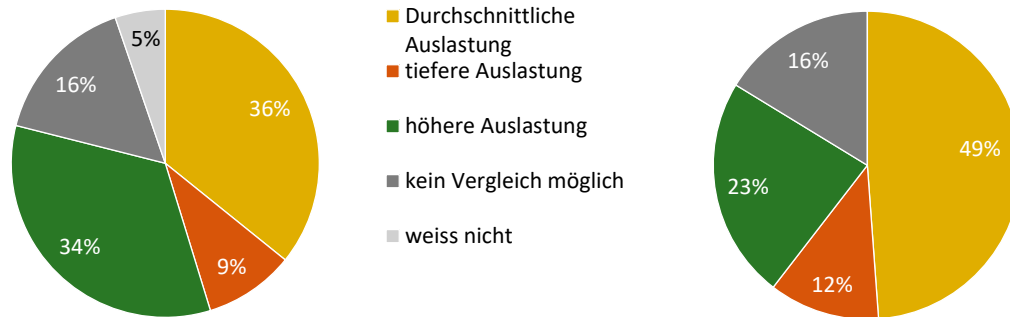 5%
36%
9%
34%
16%
Durchschnittliche
Auslastung
tiefere Auslastung
höhere Auslastung
kein Vergleich möglich
weiss nicht
49%
12%
23%
16%